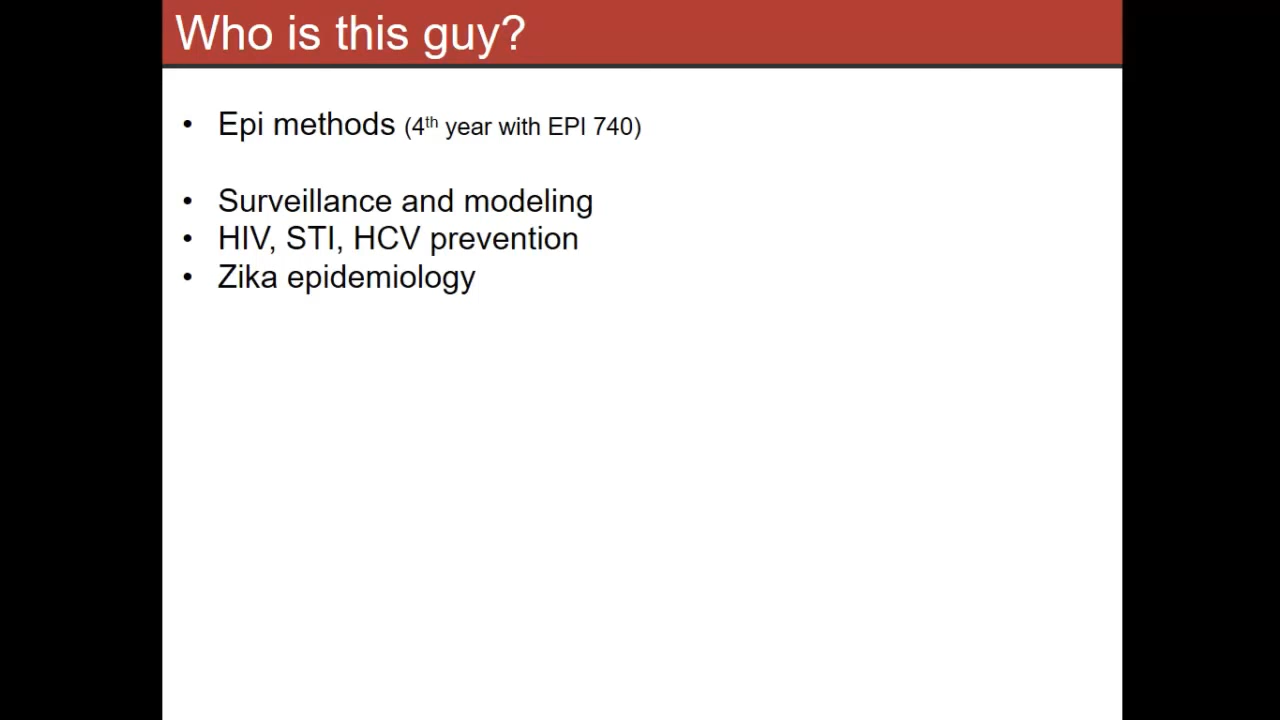 Who is this guy?
• Epi methods (4th year with EPI 740)
• Surveillance and modeling
• HIV, STI, HCV prevention
• Zika epidemiology